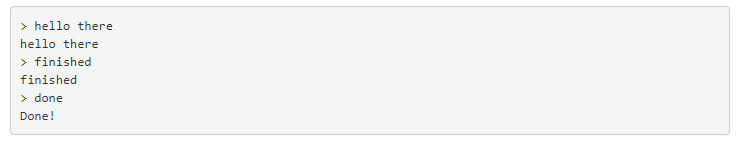 > hello there
hello there
> finished
finished
> done
Done!